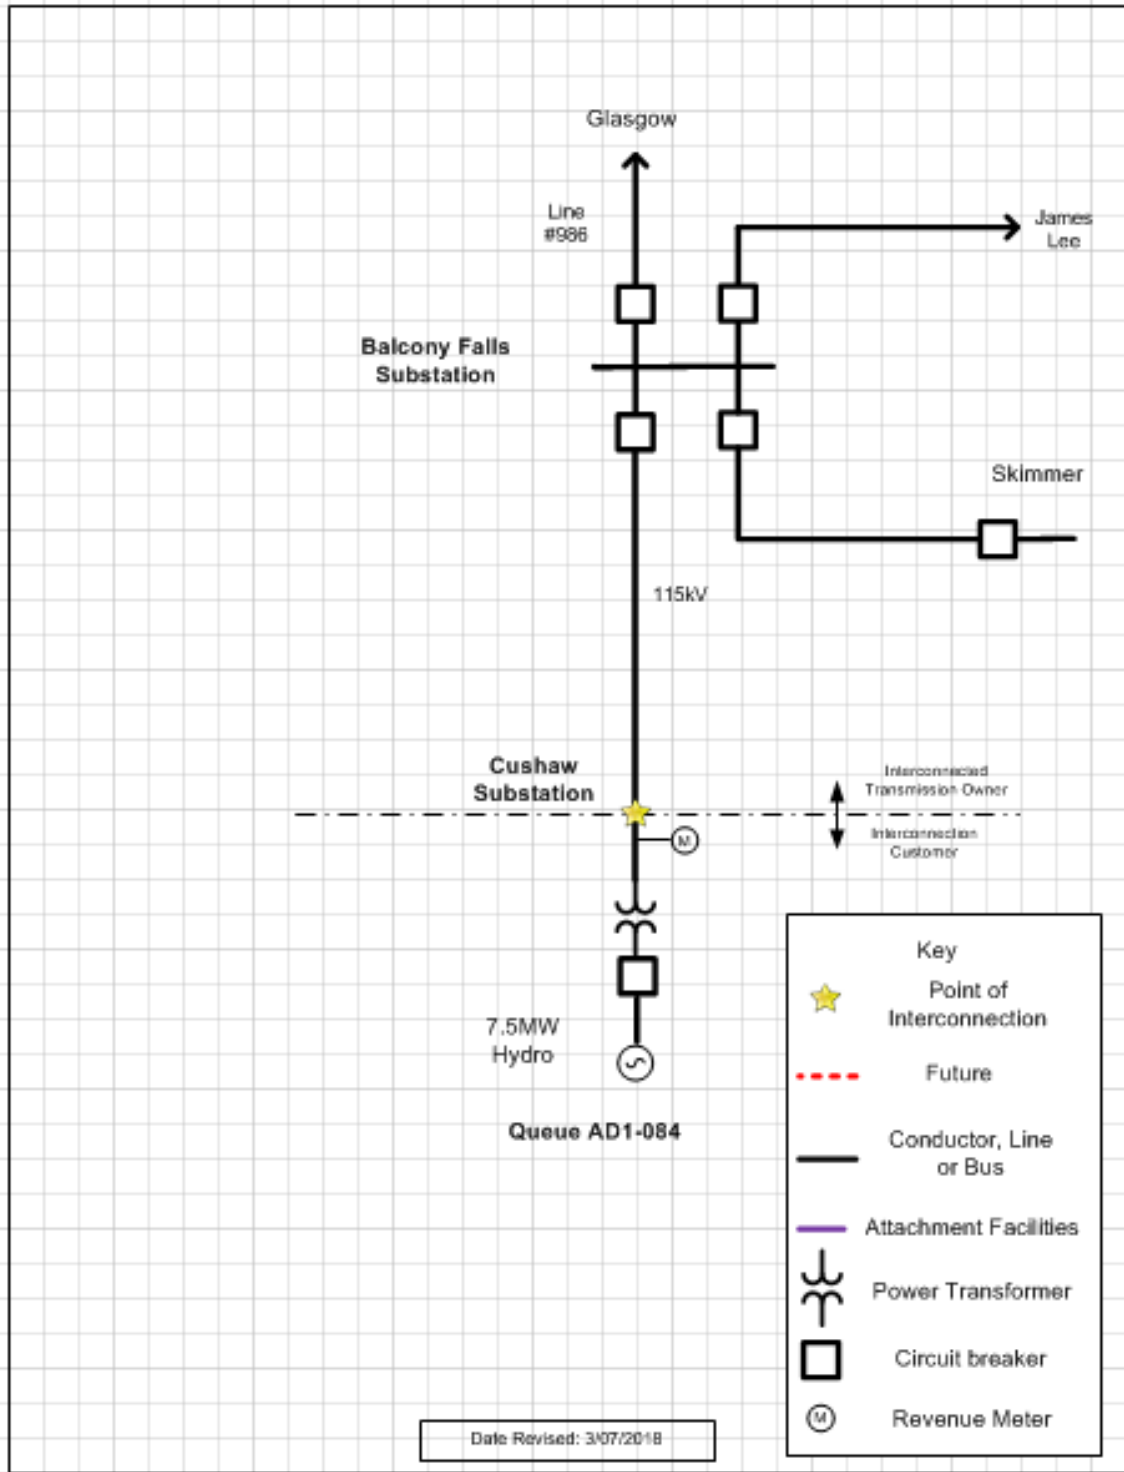 Glasgow
Line
#986
James
Lee
Balcony Falls
Substation
Skimmer
115kV
Cushaw
Substation
Interconnected
Transmission Owner
M
Interconnection
Customer
7.5MW
Hydro
Queue AD1-084
Key
Point of
Interconnection
Future
Conductor, Line
or Bus
Attachment Facilities
Power Transformer
Circuit breaker
M
Revenue Meter
Date Revised: 3/07/2018